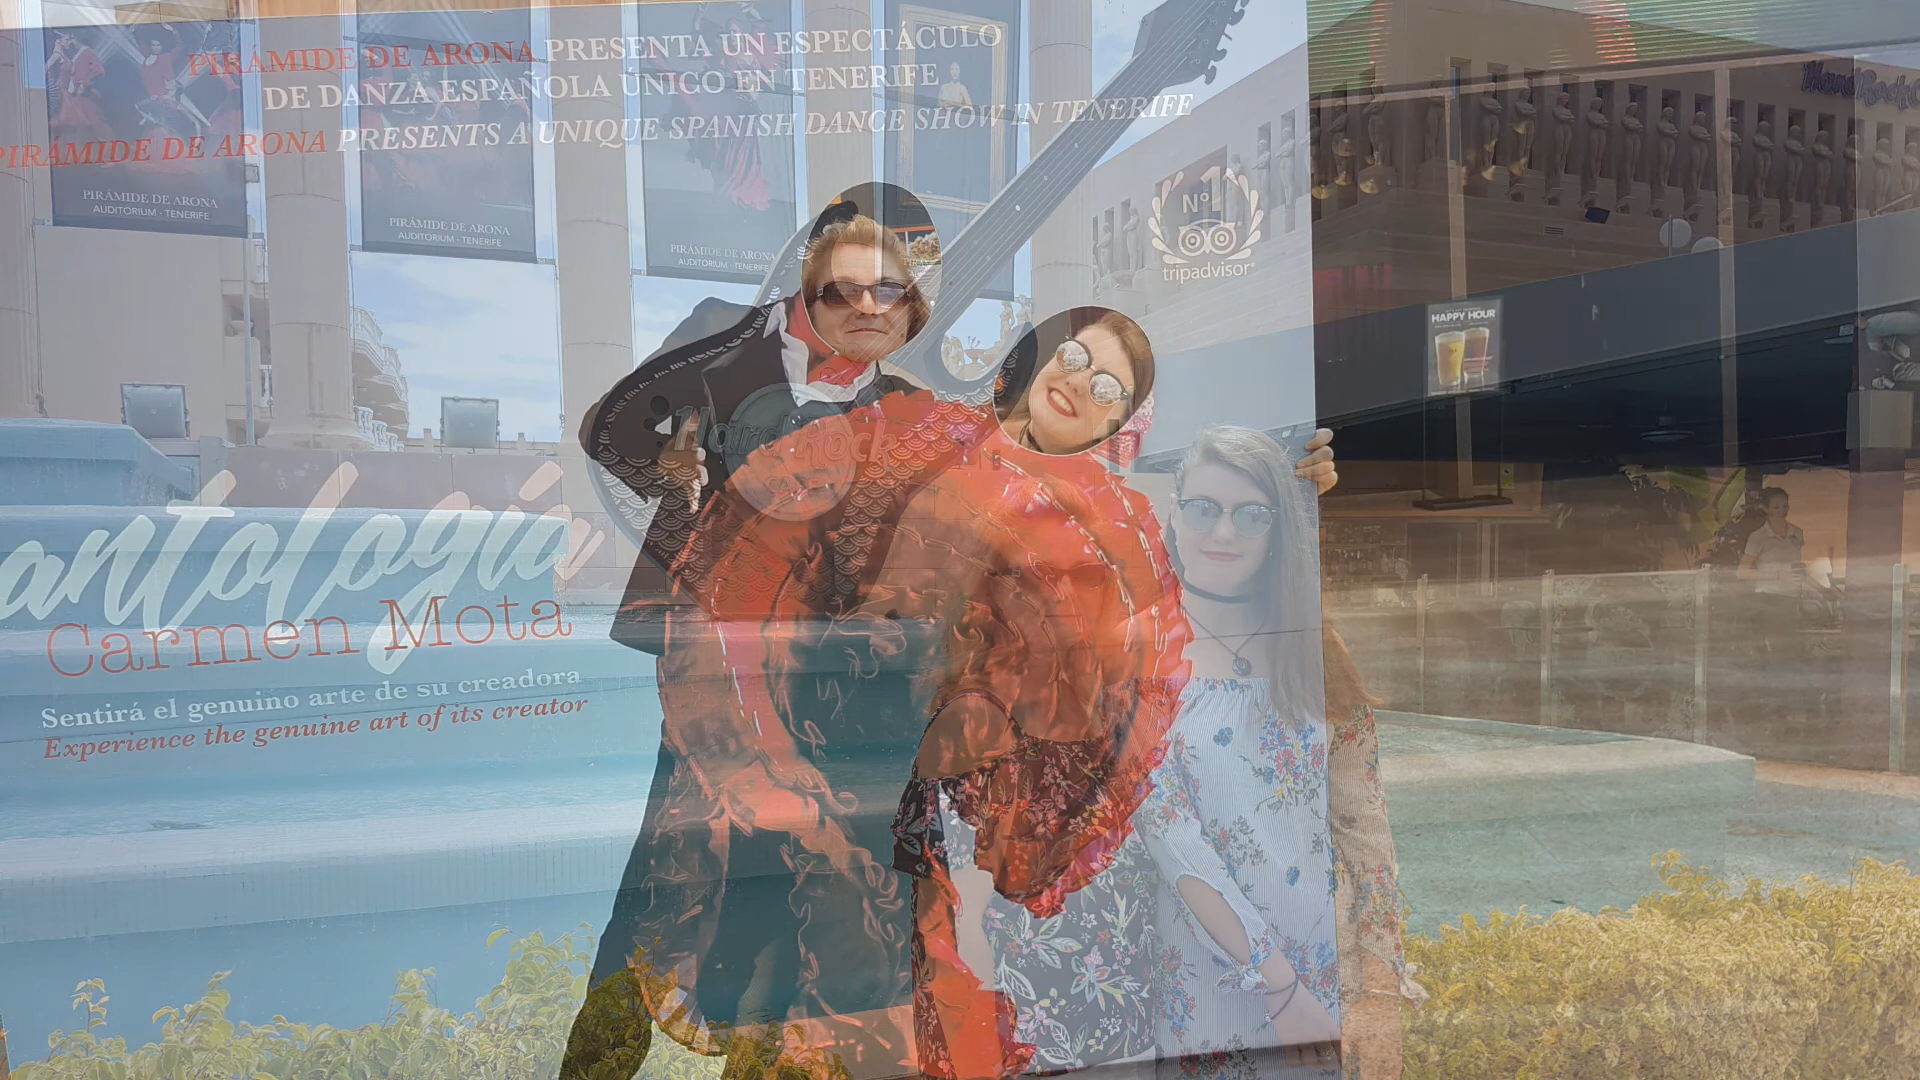 PIRÁMIDE DE ARONA PRESENTA UN ESPECTÁCULO
DE DANZA ESPAÑOLA ÚNICO EN TENERIFE
PIRÁMIDE DE ARONA PRESENTS A UNIQUE SPANISH DANCE SHOW IN TENERIFE
PIRÁMIDE DE ARONA
AUDITORIUM - TENERIFE
PIRÁMIDE DE ARONA
AUDITORIUM - TENERIFE
PIRÁMIDE DE ARONA
AUDITORIUM - TENERIFE
Nº1
tripadvisor
Hard Rock C
HAPPY HOUR
Hard Rock
antología
Carmen Mota
Sentirá el genuino arte de su creadora
Experience the genuine art of its creator